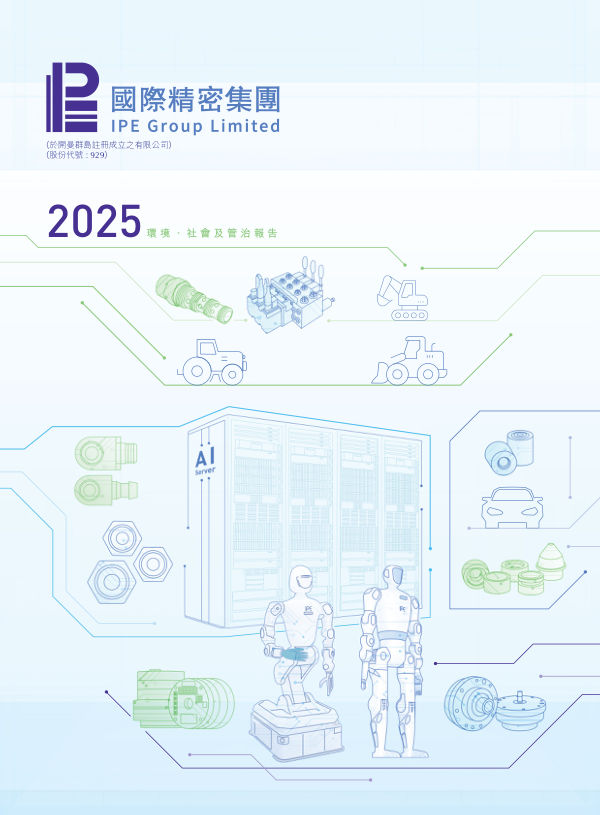 國際精密集團
IPE Group Limited
(於開曼群島註冊成立之有限公司)
(股份代號 : 929)
2025 環境 · 社會及管治報告
AI
Server
IPE